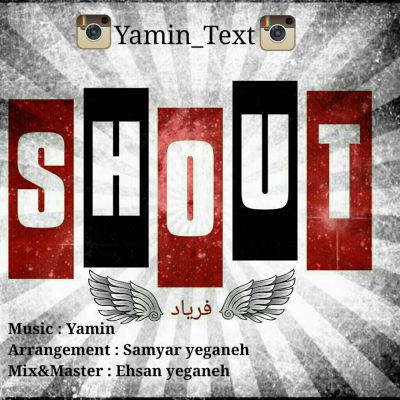 Yamin_Text
SHOUT
فریاد
Music : Yamin
Arrangement : Samyar yeganeh
Mix&Master : Ehsan yeganeh